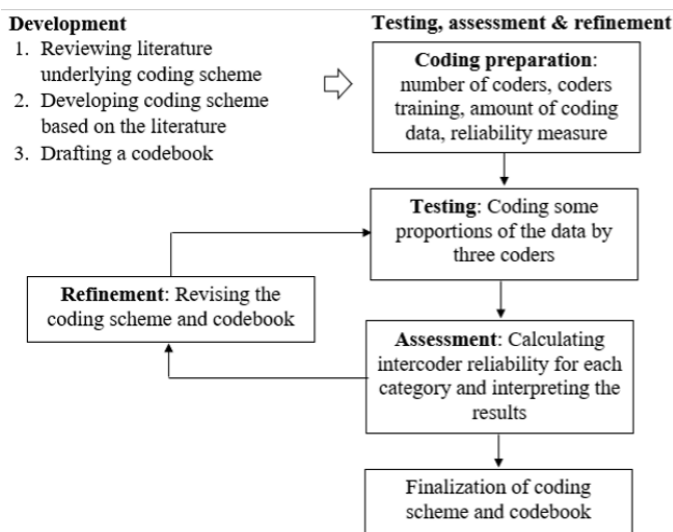 Development
1. Reviewing literature
underlying coding scheme
2. Developing coding scheme
based on the literature
3. Drafting a codebook
Testing, assessment & refinement
Coding preparation:
number of coders, coders
training, amount of coding
data, reliability measure
Testing: Coding some
proportions of the data by
three coders
Refinement: Revising the
coding scheme and codebook
Assessment: Calculating
intercoder reliability for each
category and interpreting the
results
Finalization of coding
scheme and codebook